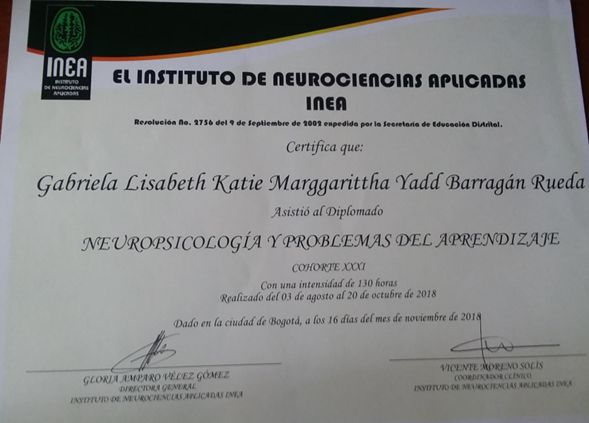 INEA
INSTITUTO
DE NEUROCIENCIAS
APLICADAS
EL INSTITUTO DE NEUROCIENCIAS APLICADAS
INEA
Resolución No. 2756 del 9 de Septiembre de 2002 expedida por la Secretaria de Educación Distrital.
Certifica que:
Gabriela Lisabeth Katie Marggarittha Yadd Barragán Rueda
Asistió al Diplomado
NEUROPSICOLOGÍA Y PROBLEMAS DEL APRENDIZAJE
COHORTE XXXI
Con una intensidad de 130 horas
Realizado del 03 de agosto al 20 de octubre de 2018
Dado en la ciudad de Bogotá, a los 16 días del mes de noviembre de 2018
GLORIA AMPARO VÉLEZ GÓMEZ
DIRECTORA GENERAL
INSTITUTO DE NEUROCIENCIAS APLICADAS INEA
VICENTE MORENO SOLÍS
COORDINADOR CLÍNICO
INSTITUTO DE NEUROCIENCIAS APLICADAS INEA